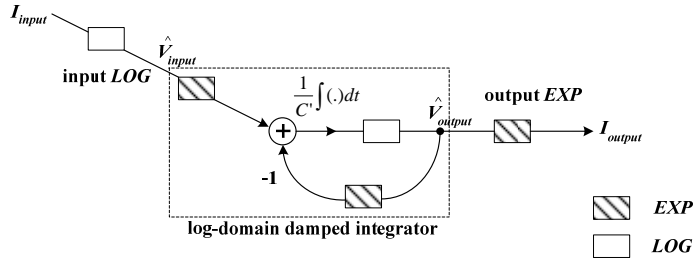 I_input
input LOG
V̂_input
1/C' ∫(.)dt
V̂_output
output EXP
I_output
+
-1
log-domain damped integrator
EXP
LOG